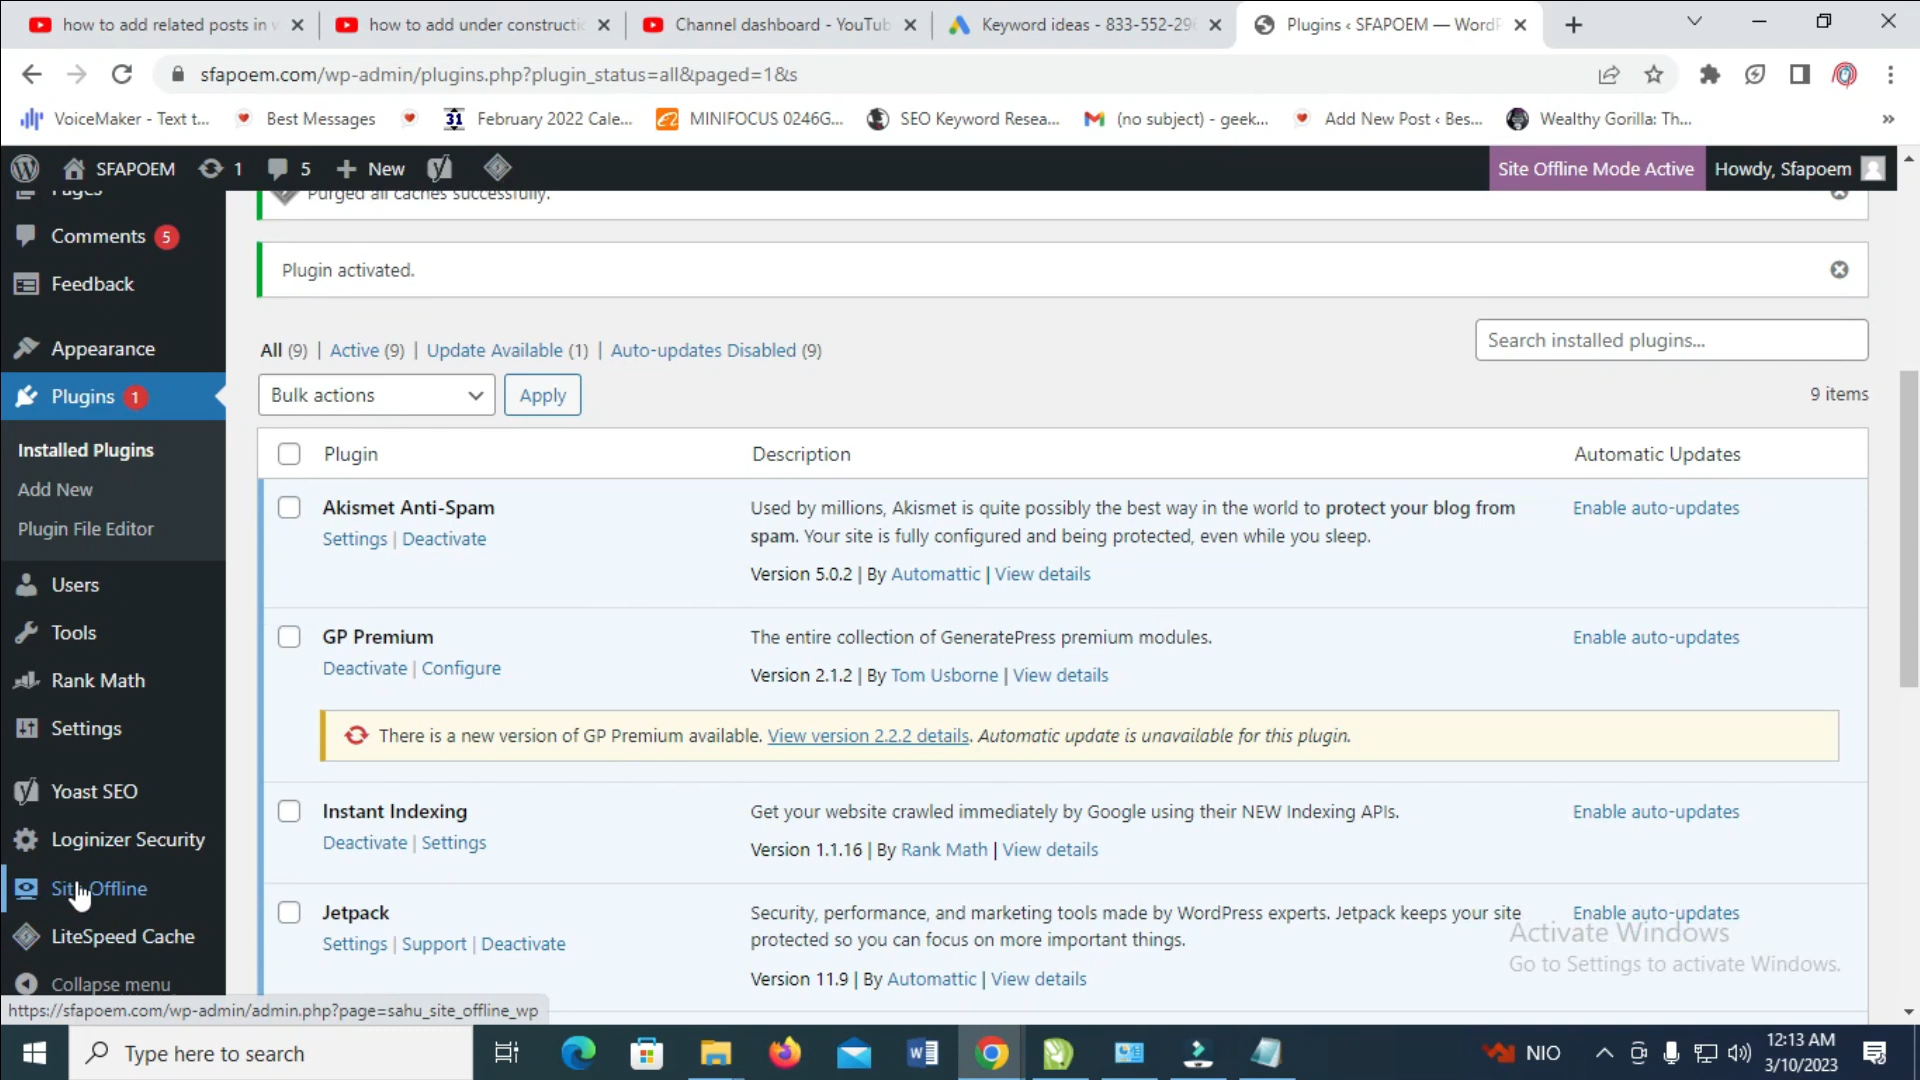 how to add related posts in w
how to add under constructi
Channel dashboard - YouTub
Keyword ideas - 833-552-29
Plugins ‹ SFAPOEM — WordP
sfapoem.com/wp-admin/plugins.php?plugin_status=all&paged=1&s
VoiceMaker - Text t...
Best Messages
31
February 2022 Cale...
MINIFOCUS 0246G...
SEO Keyword Resea...
(no subject) - geek...
Add New Post ‹ Bes...
Wealthy Gorilla: Th...
»
SFAPOEM
1
5
New
Site Offline Mode Active
Howdy, Sfapoem
Pages
Comments 5
Feedback
Appearance
Plugins 1
Installed Plugins
Add New
Plugin File Editor
Users
Tools
Rank Math
Settings
Yoast SEO
Loginizer Security
Site Offline
LiteSpeed Cache
Collapse menu
Purged all caches successfully.
Plugin activated.
All (9) | Active (9) | Update Available (1) | Auto-updates Disabled (9)
Search installed plugins...
Bulk actions
Apply
9 items
Plugin
Description
Automatic Updates
Akismet Anti-Spam
Settings | Deactivate
Used by millions, Akismet is quite possibly the best way in the world to protect your blog from
spam. Your site is fully configured and being protected, even while you sleep.
Version 5.0.2 | By Automattic | View details
Enable auto-updates
GP Premium
Deactivate | Configure
The entire collection of GeneratePress premium modules.
Version 2.1.2 | By Tom Usborne | View details
Enable auto-updates
There is a new version of GP Premium available. View version 2.2.2 details. Automatic update is unavailable for this plugin.
Instant Indexing
Deactivate | Settings
Get your website crawled immediately by Google using their NEW Indexing APIs.
Version 1.1.16 | By Rank Math | View details
Enable auto-updates
Jetpack
Settings | Support | Deactivate
Security, performance, and marketing tools made by WordPress experts. Jetpack keeps your site
protected so you can focus on more important things.
Version 11.9 | By Automattic | View details
Enable auto-updates
Activate Windows
Go to Settings to activate Windows.
https://sfapoem.com/wp-admin/admin.php?page=sahu_site_offline_wp
Type here to search
NIO
12:13 AM
3/10/2023